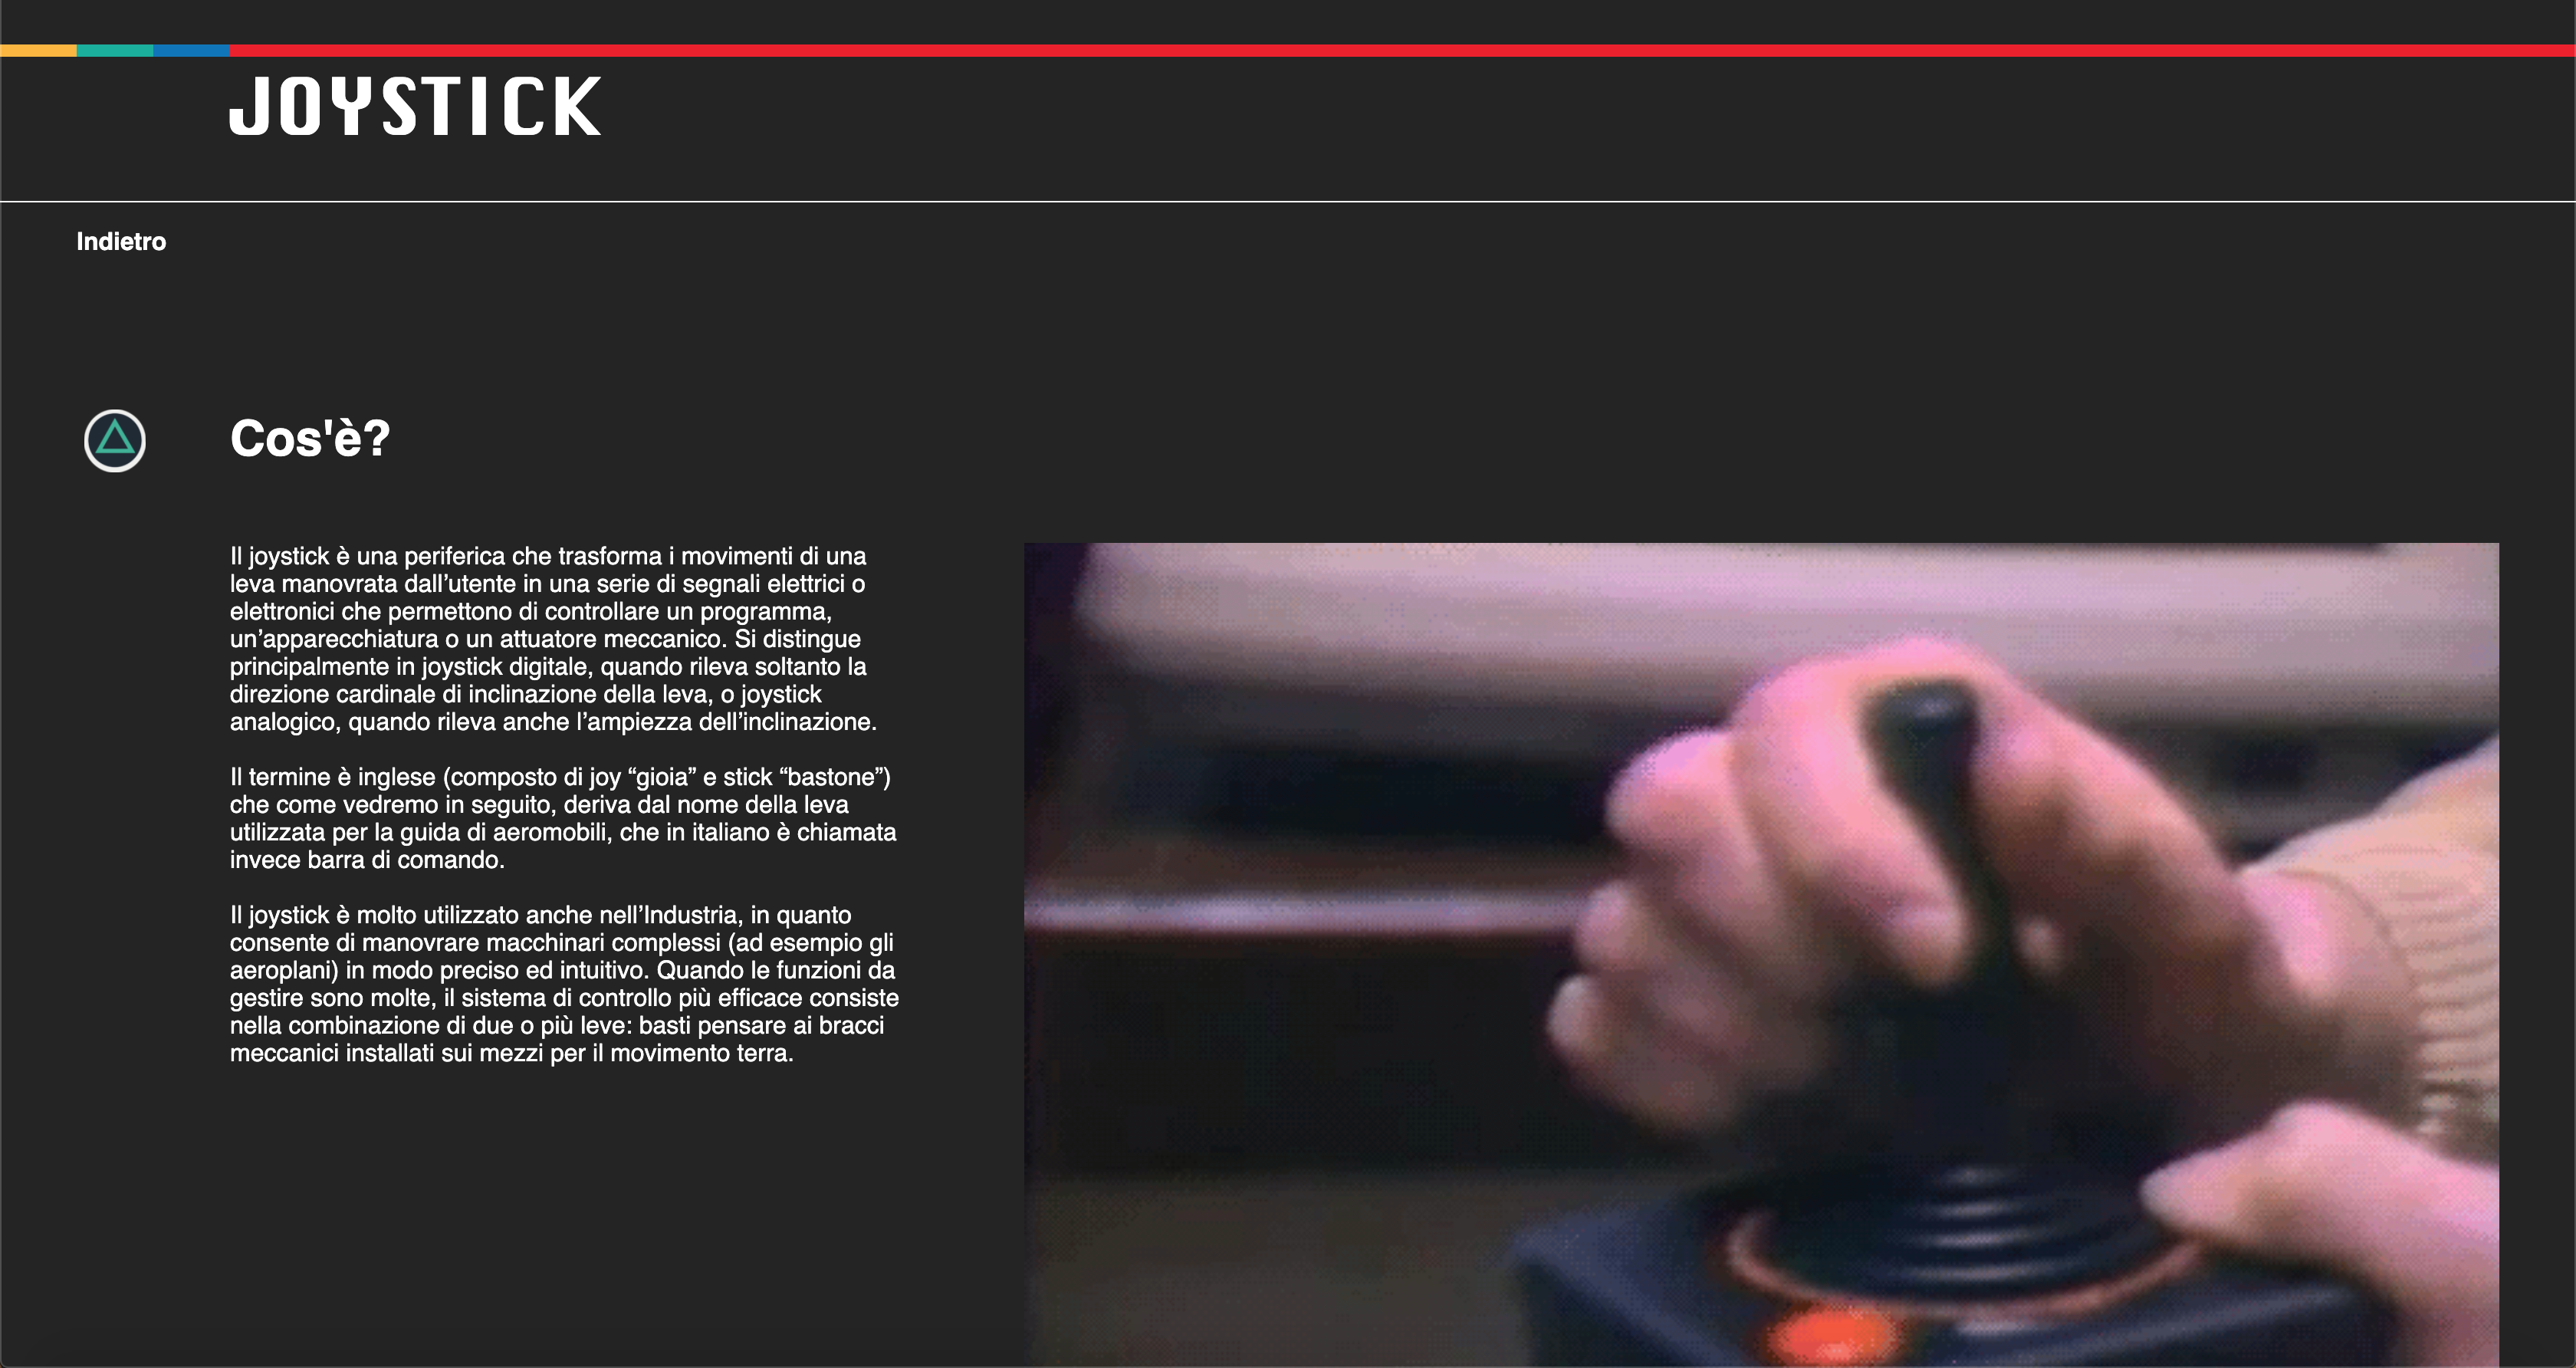 JOYSTICK
Indietro
Cos'è?
Il joystick è una periferica che trasforma i movimenti di una
leva manovrata dall’utente in una serie di segnali elettrici o
elettronici che permettono di controllare un programma,
un’apparecchiatura o un attuatore meccanico. Si distingue
principalmente in joystick digitale, quando rileva soltanto la
direzione cardinale di inclinazione della leva, o joystick
analogico, quando rileva anche l’ampiezza dell’inclinazione.
Il termine è inglese (composto di joy “gioia” e stick “bastone”)
che come vedremo in seguito, deriva dal nome della leva
utilizzata per la guida di aeromobili, che in italiano è chiamata
invece barra di comando.
Il joystick è molto utilizzato anche nell’Industria, in quanto
consente di manovrare macchinari complessi (ad esempio gli
aeroplani) in modo preciso ed intuitivo. Quando le funzioni da
gestire sono molte, il sistema di controllo più efficace consiste
nella combinazione di due o più leve: basti pensare ai bracci
meccanici installati sui mezzi per il movimento terra.